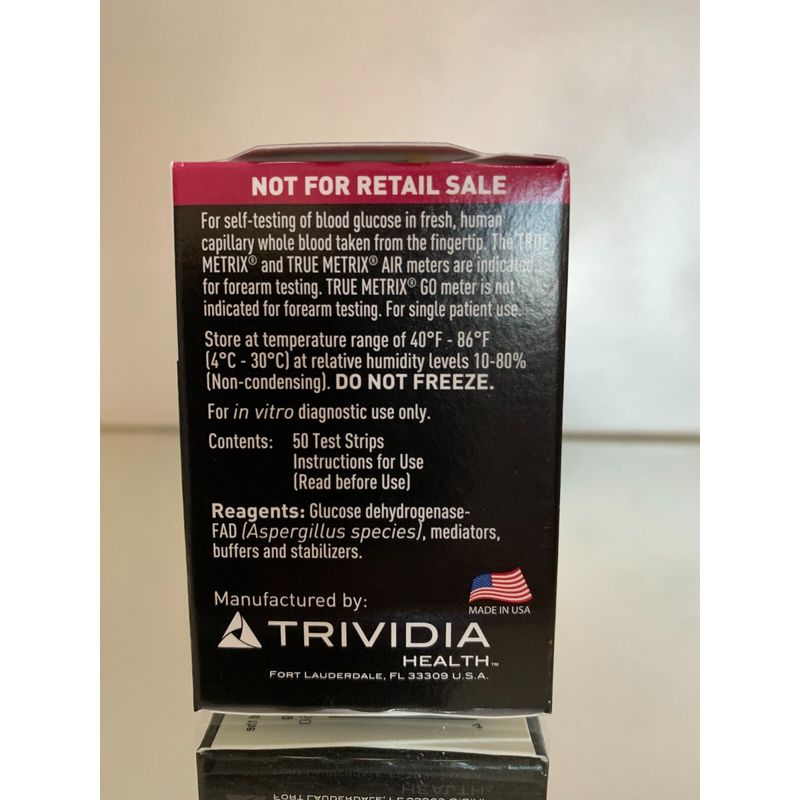 NOT FOR RETAIL SALE
For self-testing of blood glucose in fresh, human
capillary whole blood taken from the fingertip. The TRUE
METRIX® and TRUE METRIX® AIR meters are indicated
for forearm testing. TRUE METRIX® GO meter is not
indicated for forearm testing. For single patient use.
Store at temperature range of 40°F - 86°F
(4°C - 30°C) at relative humidity levels 10-80%
(Non-condensing). DO NOT FREEZE.
For in vitro diagnostic use only.
Contents: 50 Test Strips
Instructions for Use
(Read before Use)
Reagents: Glucose dehydrogenase-
FAD (Aspergillus species), mediators,
buffers and stabilizers.
MADE IN USA
Manufactured by:
TRIVIDIA
HEALTH™
FORT LAUDERDALE, FL 33309 U.S.A.